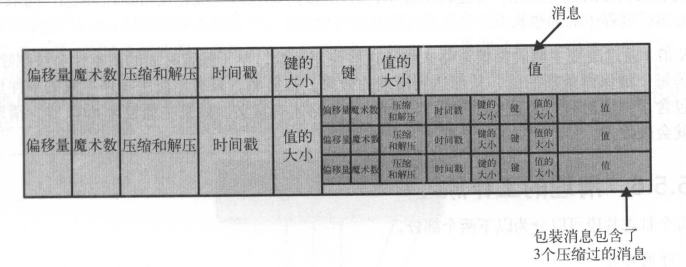 消息
偏移量 魔术数 压缩和解压 时间戳 键的大小 键 值的大小 值
偏移量 魔术数 压缩和解压 时间戳 值的大小
偏移量 魔术数 压缩和解压 时间戳 键的大小 键 值的大小 值
偏移量 魔术数 压缩和解压 时间戳 键的大小 键 值的大小 值
偏移量 魔术数 压缩和解压 时间戳 键的大小 键 值的大小 值
包装消息包含了
3个压缩过的消息